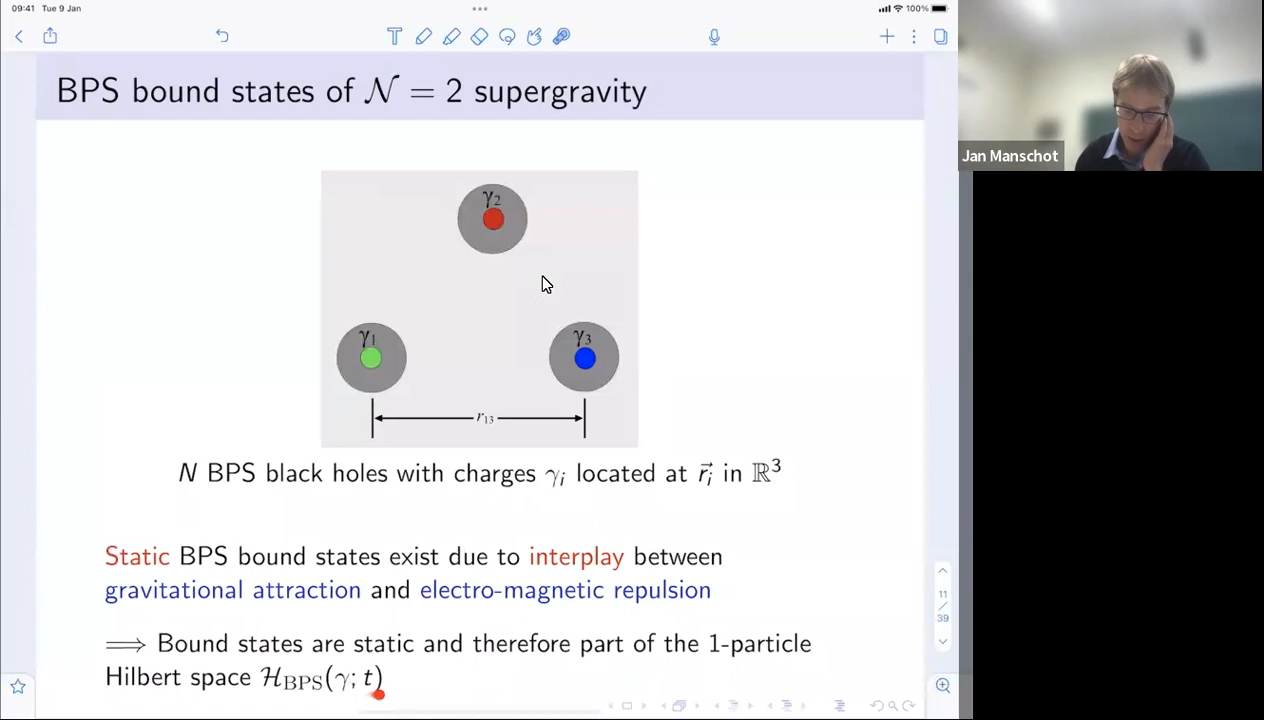 09:41 Tue 9 Jan
100%
BPS bound states of 𝒩 = 2 supergravity
γ₂
γ₁
γ₃
r₁₃
N BPS black holes with charges γᵢ located at r⃗ᵢ in ℝ³
Static BPS bound states exist due to interplay between
gravitational attraction and electro-magnetic repulsion
⟹ Bound states are static and therefore part of the 1-particle
Hilbert space ℋ_BPS(γ; t)
11
/
39
Jan Manschot